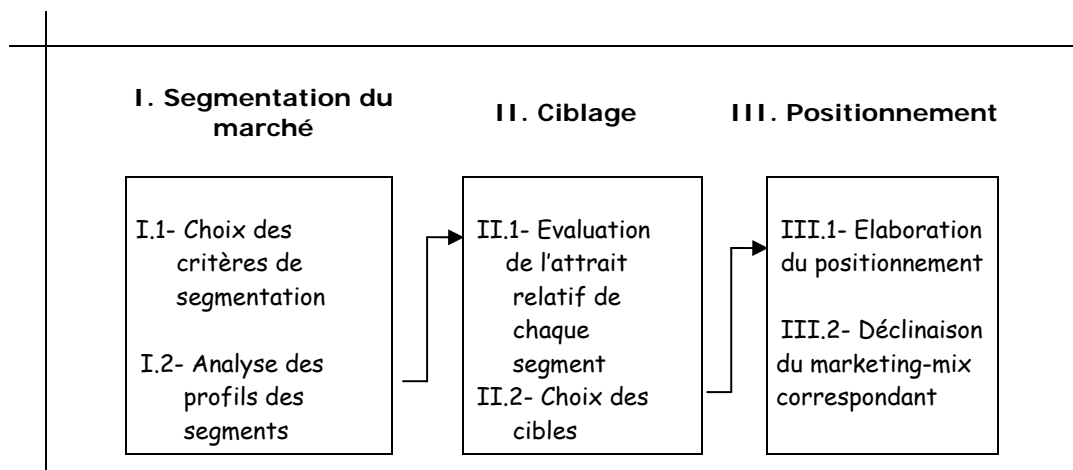 I. Segmentation du
marché
II. Ciblage
III. Positionnement
I.1- Choix des
critères de
segmentation
I.2- Analyse des
profils des
segments
II.1- Evaluation
de l'attrait
relatif de
chaque
segment
II.2- Choix des
cibles
III.1- Elaboration
du positionnement
III.2- Déclinaison
du marketing-mix
correspondant